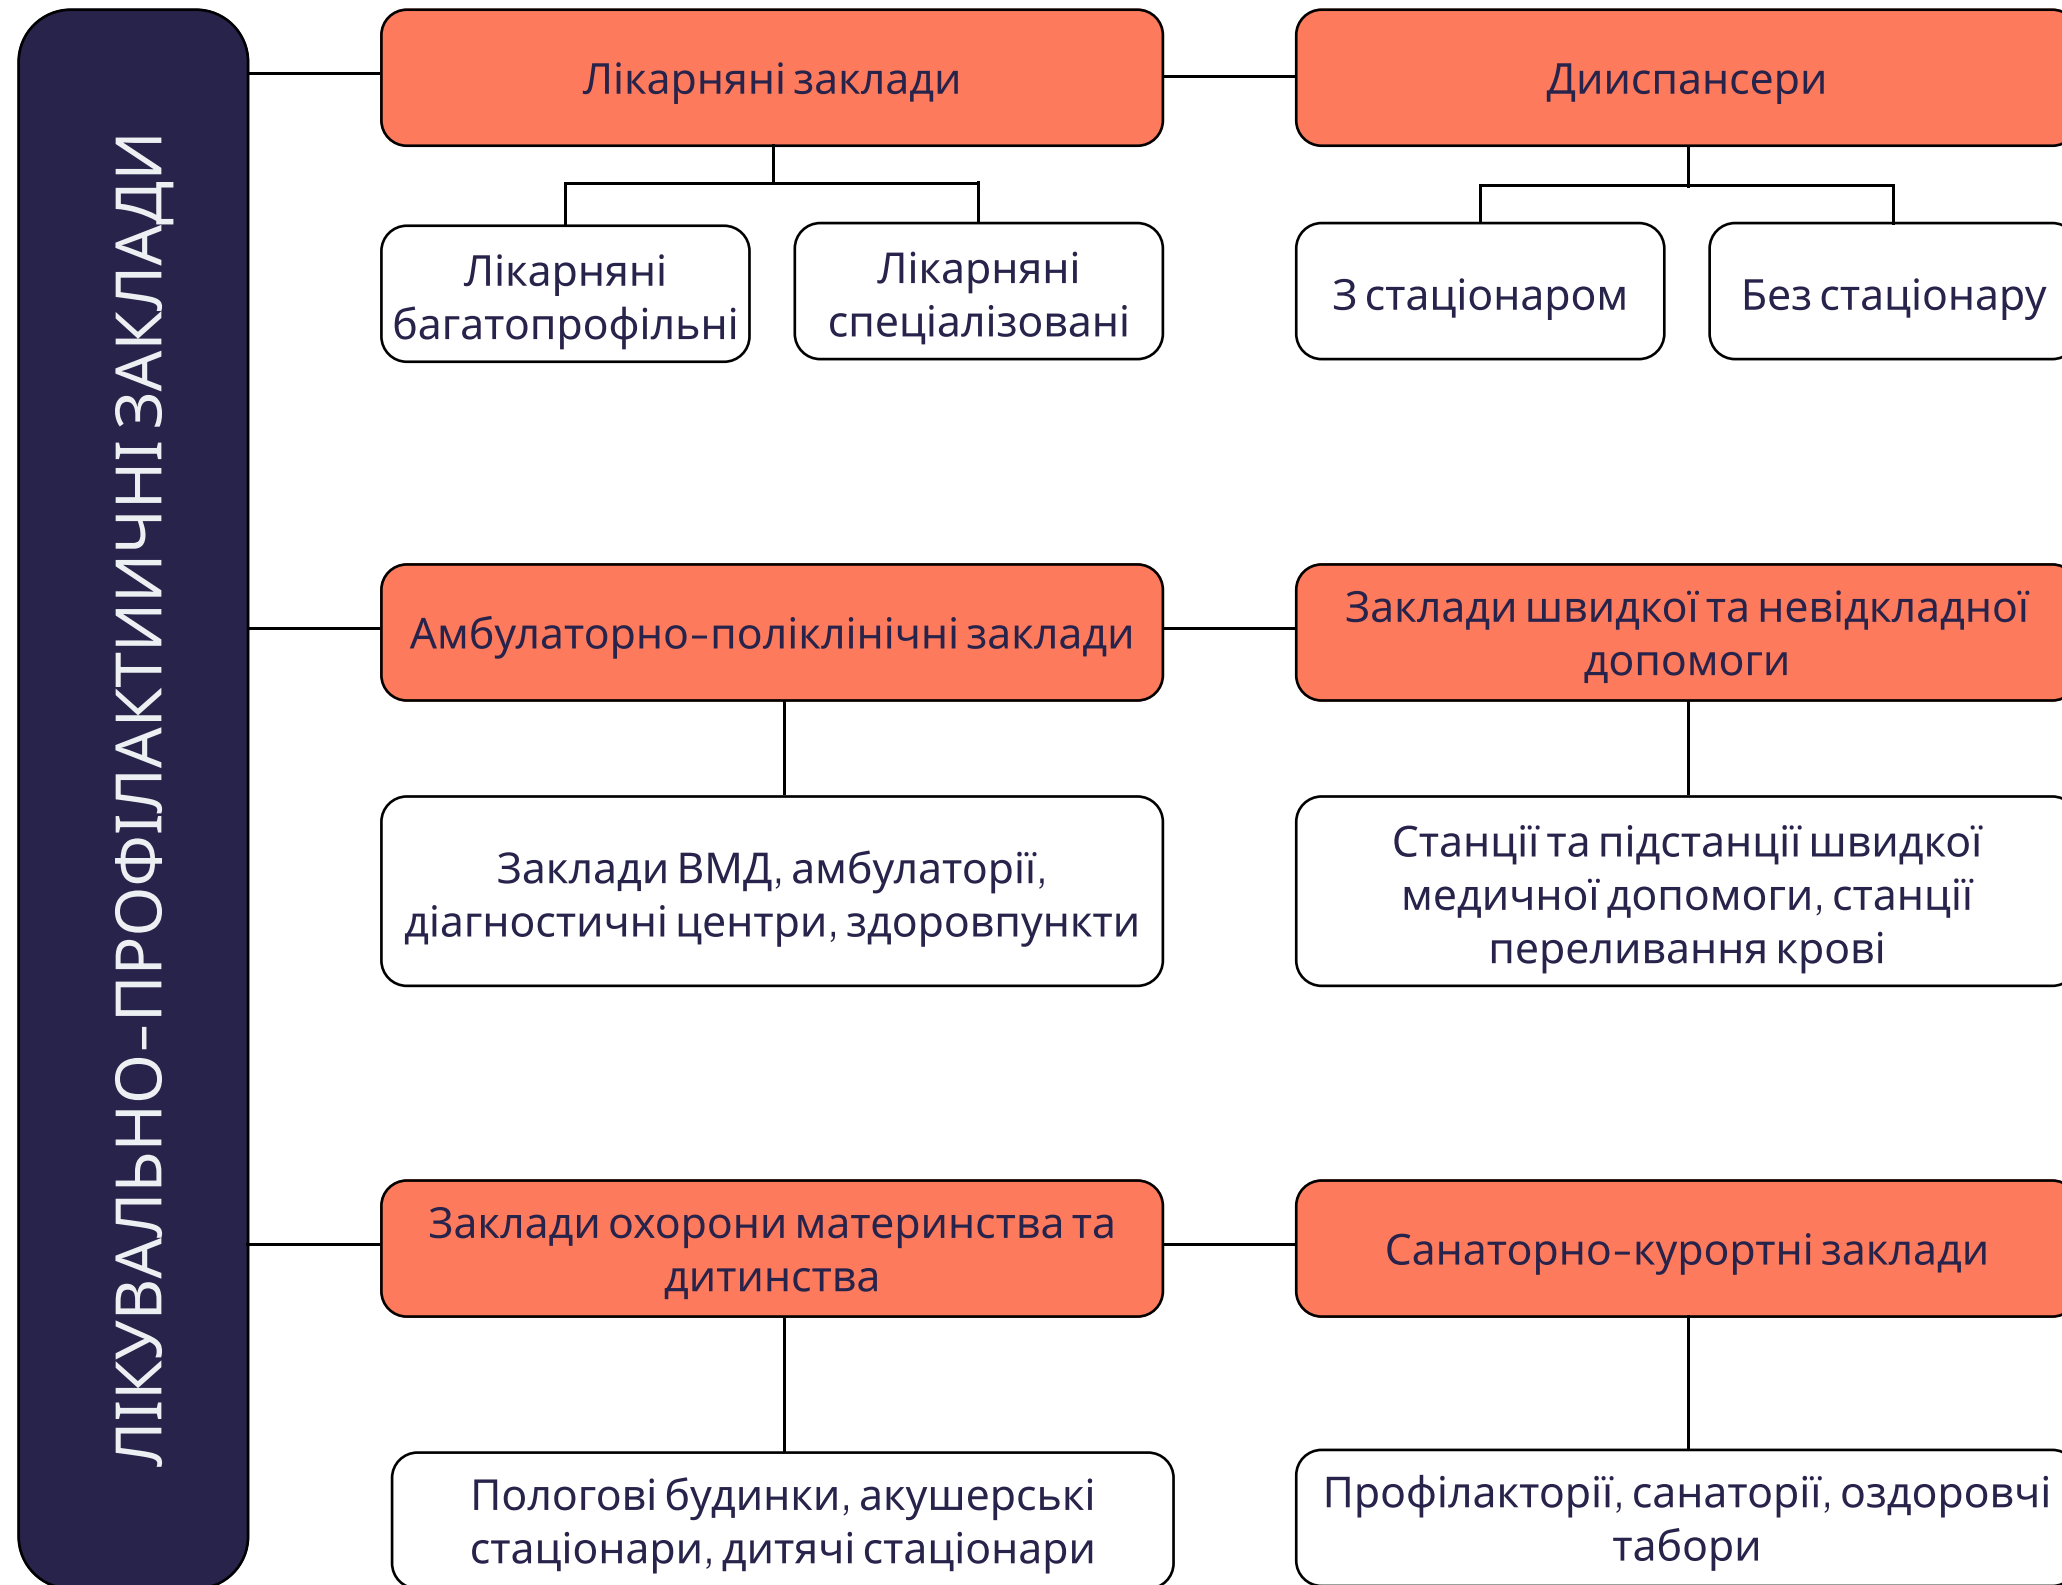 ЛІКУВАЛЬНО-ПРОФІЛАКТИИЧНІ ЗАКЛАДИ
Лікарняні заклади
Дииспансери
Лікарняні
багатопрофільні
Лікарняні
спеціалізовані
З стаціонаром
Без стаціонару
Амбулаторно-поліклінічні заклади
Заклади швидкої та невідкладної
допомоги
Заклади ВМД, амбулаторії,
діагностичні центри, здоровпункти
Станції та підстанції швидкої
медичної допомоги, станції
переливання крові
Заклади охорони материнства та
дитинства
Санаторно-курортні заклади
Пологові будинки, акушерські
стаціонари, дитячі стаціонари
Профілакторії, санаторії, оздоровчі
табори